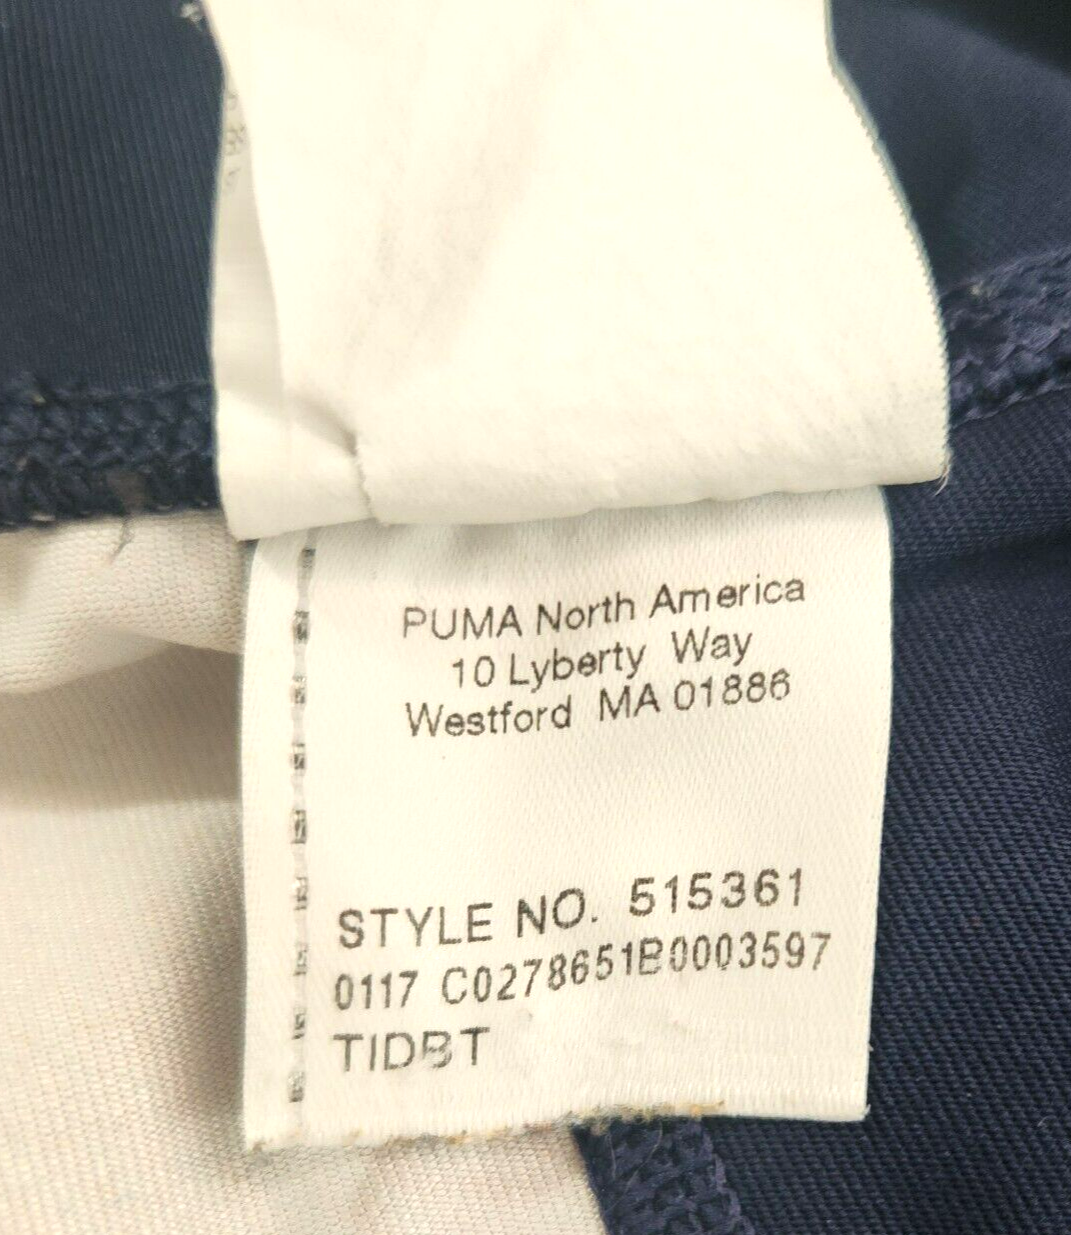 PUMA North America
10 Lyberty Way
Westford MA 01886
STYLE NO. 515361
0117 C0278651B0003597
TIDBT